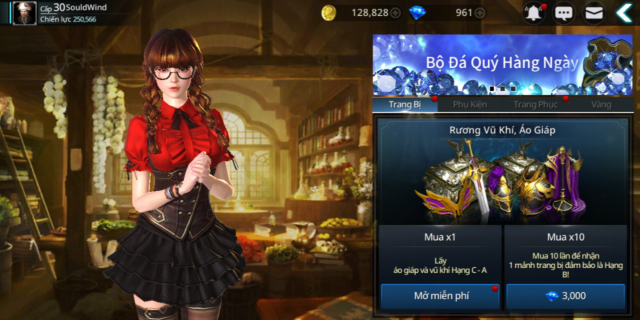 Cấp 30 SouldWind
Chiến lực 250,566
128,828
961
Bộ Đá Quý Hàng Ngày
Trang Bị
Phụ Kiện
Trang Phục
Vàng
Rương Vũ Khí, Áo Giáp
Mua x1
Lấy
áo giáp và vũ khí Hạng C - A
Mở miễn phí
Mua x10
Mua 10 lần để nhận
1 mảnh trang bị đảm bảo là Hạng
B!
3,000